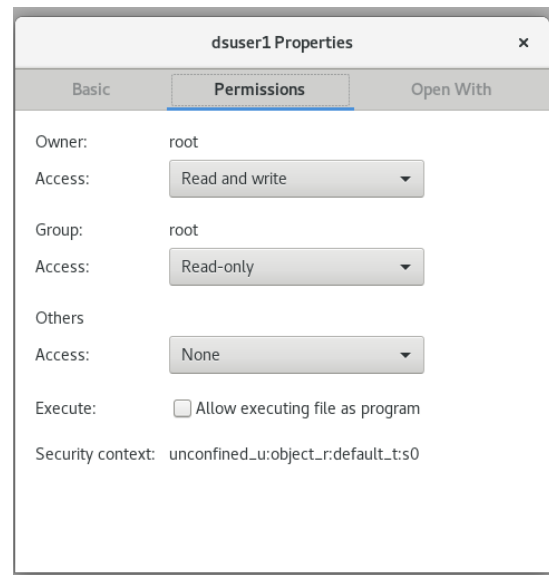 dsuser1 Properties ×
Basic Permissions Open With
Owner: root
Access: Read and write
Group: root
Access: Read-only
Others
Access: None
Execute: Allow executing file as program
Security context: unconfined_u:object_r:default_t:s0